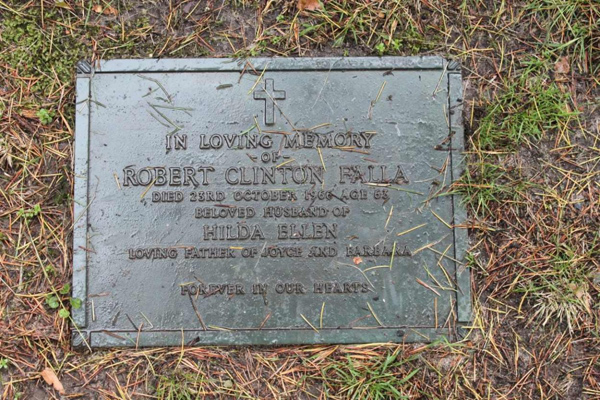 IN LOVING MEMORY
OF
ROBERT CLINTON FALLA
DIED 23RD OCTOBER AGE
BELOVED HUSBAND OF
HILDA ELLEN
LOVING FATHER OF JOYCE AND BARBARA
FOREVER IN OUR HEARTS